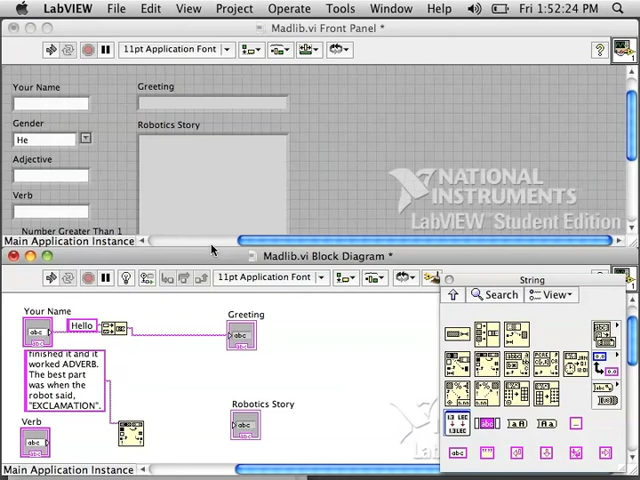 LabVIEW File Edit View Project Operate Tools Window Help Fri 1:52:24 PM
Madlib.vi Front Panel *
11pt Application Font
Your Name
Greeting
Gender
Robotics Story
He
Adjective
Verb
NATIONAL
INSTRUMENTS
LabVIEW Student Edition
Number Greater Than 1
Main Application Instance
Madlib.vi Block Diagram *
11pt Application Font
String
Search View
Your Name
Greeting
abc
Hello
abc
finished it and it
worked ADVERB.
The best part
was when the
robot said,
"EXCLAMATION".
Robotics Story
abc
Verb
abc
Main Application Instance